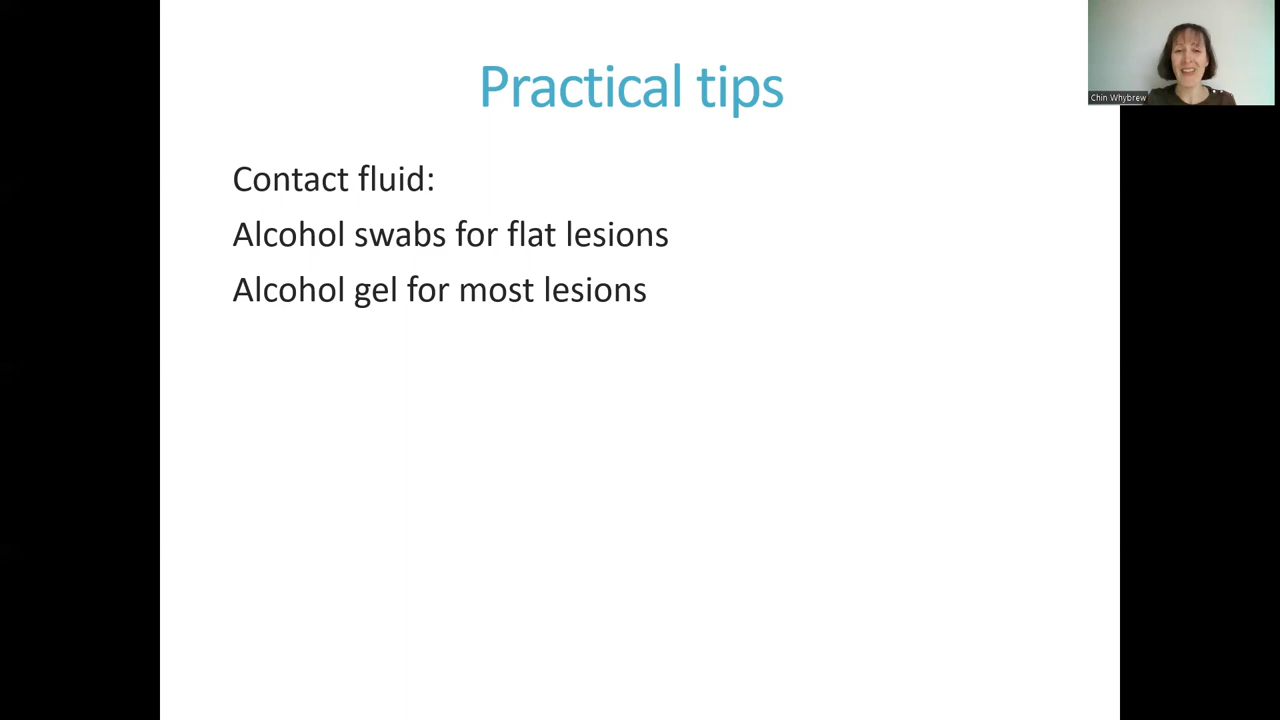 Practical tips
Chin Whybrew
Contact fluid:
Alcohol swabs for flat lesions
Alcohol gel for most lesions